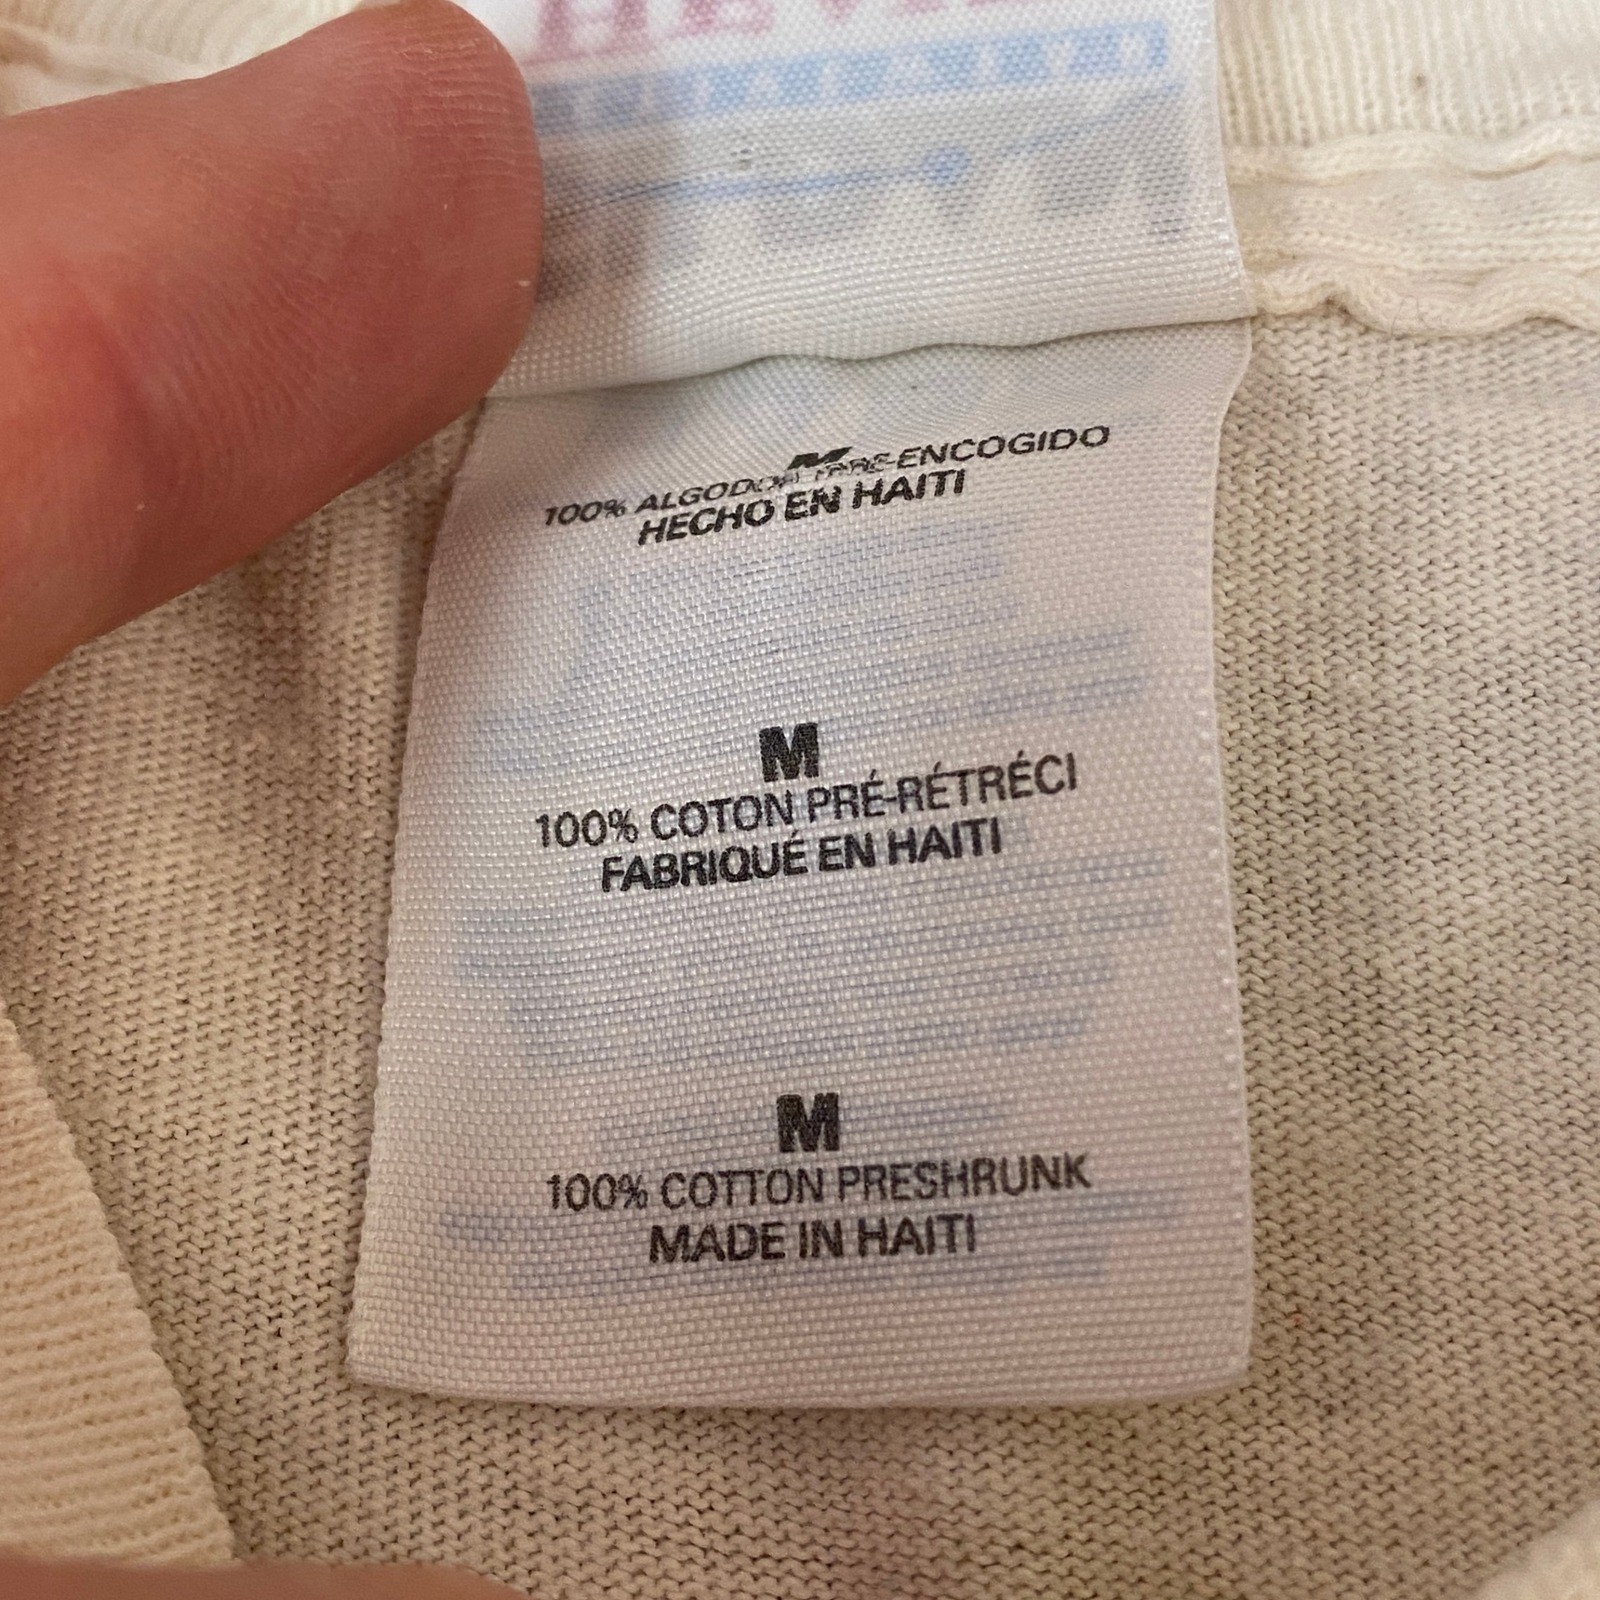 M
100% ALGODÓN PRE-ENCOGIDO
HECHO EN HAITI
M
100% COTON PRÉ-RÉTRÉCI
FABRIQUÉ EN HAITI
M
100% COTTON PRESHRUNK
MADE IN HAITI